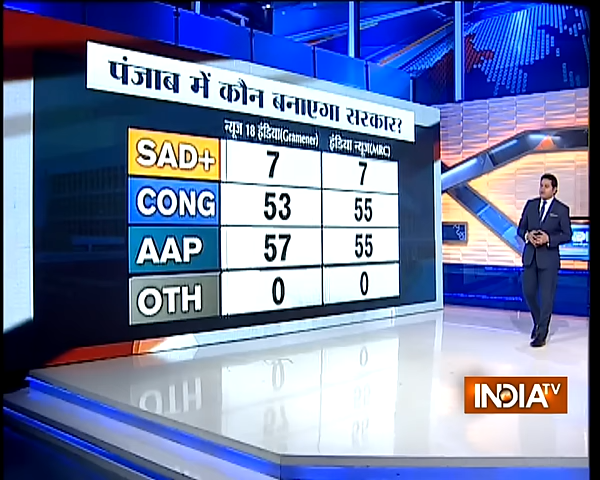 पंजाब में कौन बनाएगा सरकार?
न्यूज 18 इंडिया(Gramener) इंडिया न्यूज(MRC)
SAD+ 7 7
CONG 53 55
AAP 57 55
OTH 0 0
INDIA TV